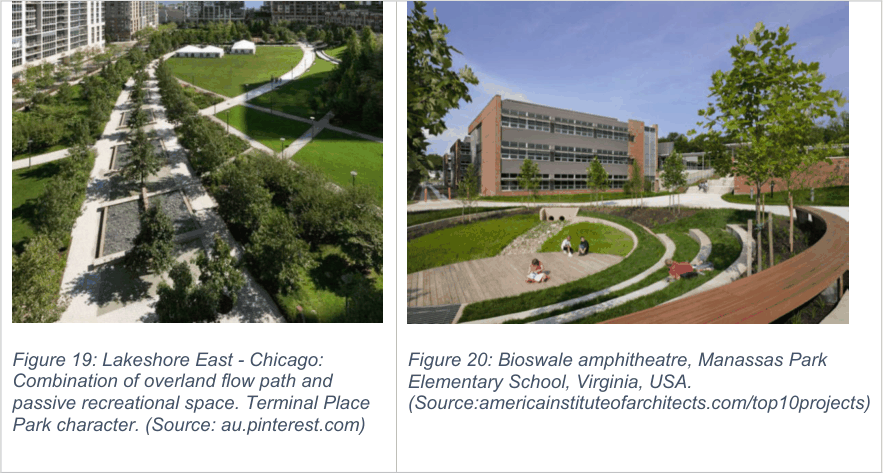 Figure 19: Lakeshore East - Chicago:
Combination of overland flow path and
passive recreational space. Terminal Place
Park character. (Source: au.pinterest.com)
Figure 20: Bioswale amphitheatre, Manassas Park
Elementary School, Virginia, USA.
(Source:americainstituteofarchitects.com/top10projects)